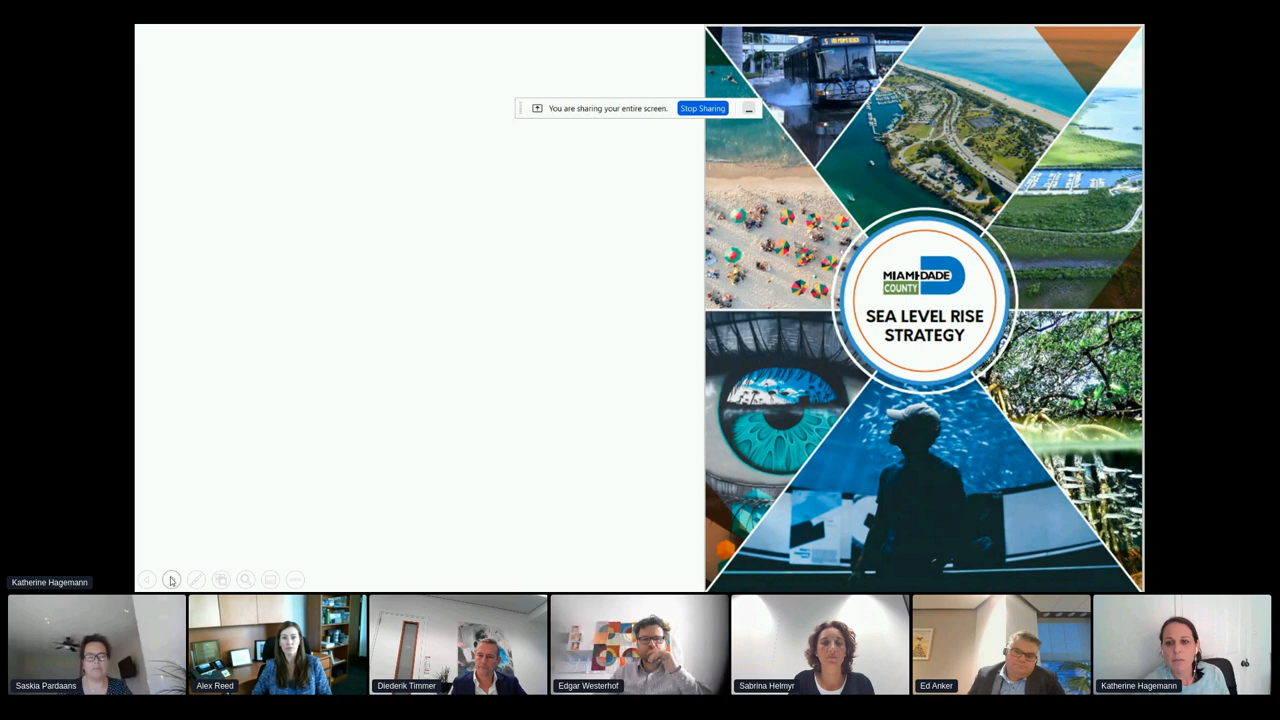 You are sharing your entire screen.
Stop Sharing
MIAMI-DADE
COUNTY
SEA LEVEL RISE
STRATEGY
Katherine Hagemann
Saskia Pardaans
Alex Reed
Diederik Timmer
Edgar Westerhof
Sabrina Helmyr
Ed Anker
Katherine Hagemann